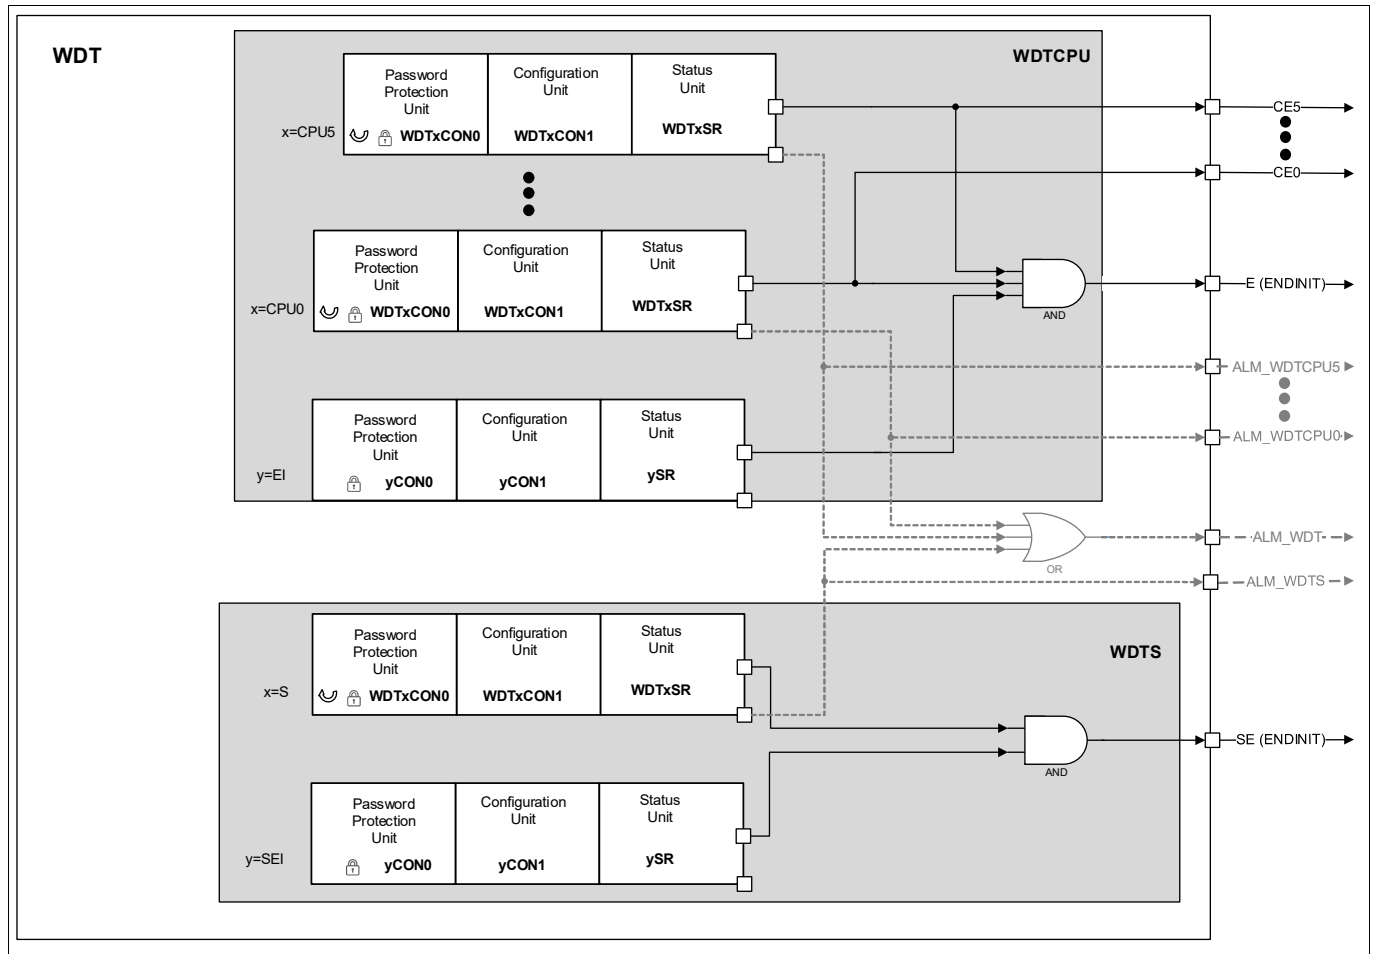 WDT
WDTCPU
x=CPU5
Password
Protection
Unit
WDTxCON0
Configuration
Unit
WDTxCON1
Status
Unit
WDTxSR
CE5
CE0
x=CPU0
Password
Protection
Unit
WDTxCON0
Configuration
Unit
WDTxCON1
Status
Unit
WDTxSR
AND
E (ENDINIT)
ALM_WDTCPU5
ALM_WDTCPU0
y=EI
Password
Protection
Unit
yCON0
Configuration
Unit
yCON1
Status
Unit
ySR
OR
ALM_WDT
ALM_WDTS
WDTS
x=S
Password
Protection
Unit
WDTxCON0
Configuration
Unit
WDTxCON1
Status
Unit
WDTxSR
AND
SE (ENDINIT)
y=SEI
Password
Protection
Unit
yCON0
Configuration
Unit
yCON1
Status
Unit
ySR